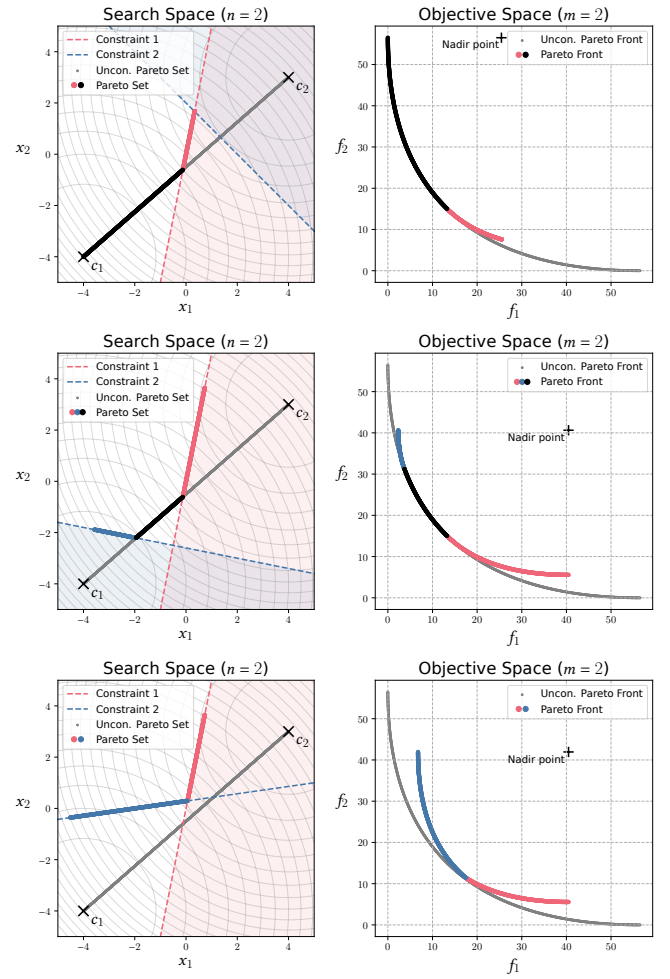 Search Space (n = 2)
Constraint 1
Constraint 2
Uncon. Pareto Set
Pareto Set
c₂
c₁
x₂
4
2
0
−2
−4
−4
−2
0
2
4
x₁
Objective Space (m = 2)
Nadir point
Uncon. Pareto Front
Pareto Front
f₂
50
40
30
20
10
0
0
10
20
30
40
50
f₁
Search Space (n = 2)
Constraint 1
Constraint 2
Uncon. Pareto Set
Pareto Set
c₂
c₁
x₂
4
2
0
−2
−4
−4
−2
0
2
4
x₁
Objective Space (m = 2)
Uncon. Pareto Front
Pareto Front
Nadir point
f₂
50
40
30
20
10
0
0
10
20
30
40
50
f₁
Search Space (n = 2)
Constraint 1
Constraint 2
Uncon. Pareto Set
Pareto Set
c₂
c₁
x₂
4
2
0
−2
−4
−4
−2
0
2
4
x₁
Objective Space (m = 2)
Uncon. Pareto Front
Pareto Front
Nadir point
f₂
50
40
30
20
10
0
0
10
20
30
40
50
f₁